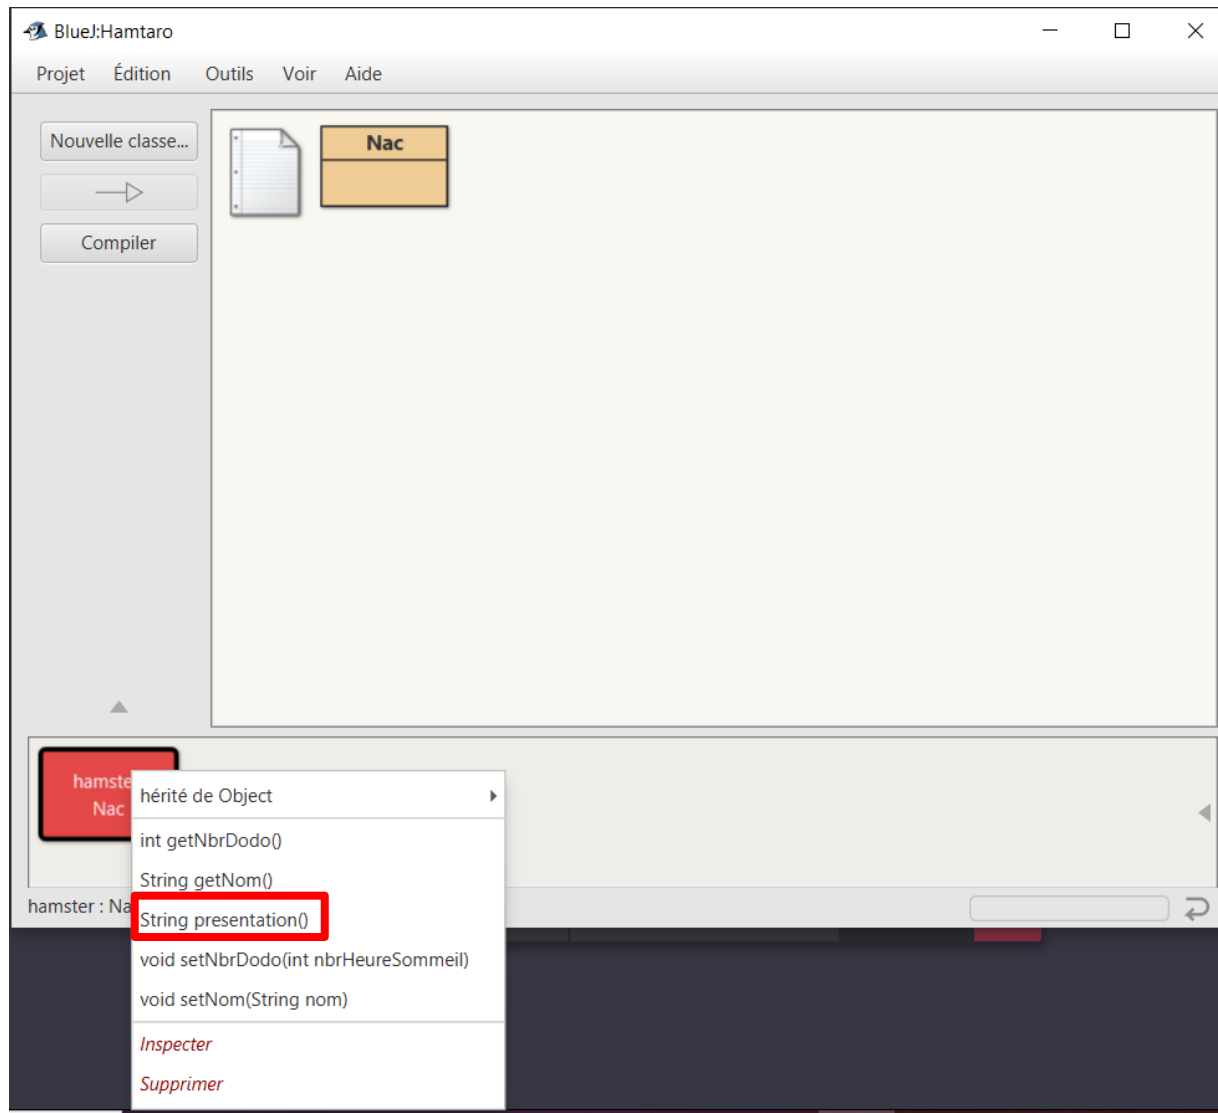 BlueJ:Hamtaro
Projet Édition Outils Voir Aide
Nouvelle classe...
Compiler
Nac
hamste
Nac
hérité de Object
int getNbrDodo()
String getNom()
String presentation()
void setNbrDodo(int nbrHeureSommeil)
void setNom(String nom)
Inspecter
Supprimer
hamster : Na